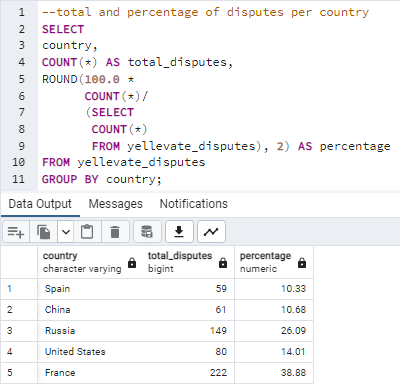 1 --total and percentage of disputes per country
2 SELECT
3 country,
4 COUNT(*) AS total_disputes,
5 ROUND(100.0 *
6 COUNT(*)/
7 (SELECT
8 COUNT(*)
9 FROM yellevate_disputes), 2) AS percentage
10 FROM yellevate_disputes
11 GROUP BY country;
Data Output Messages Notifications
country total_disputes percentage
character varying bigint numeric
1 Spain 59 10.33
2 China 61 10.68
3 Russia 149 26.09
4 United States 80 14.01
5 France 222 38.88